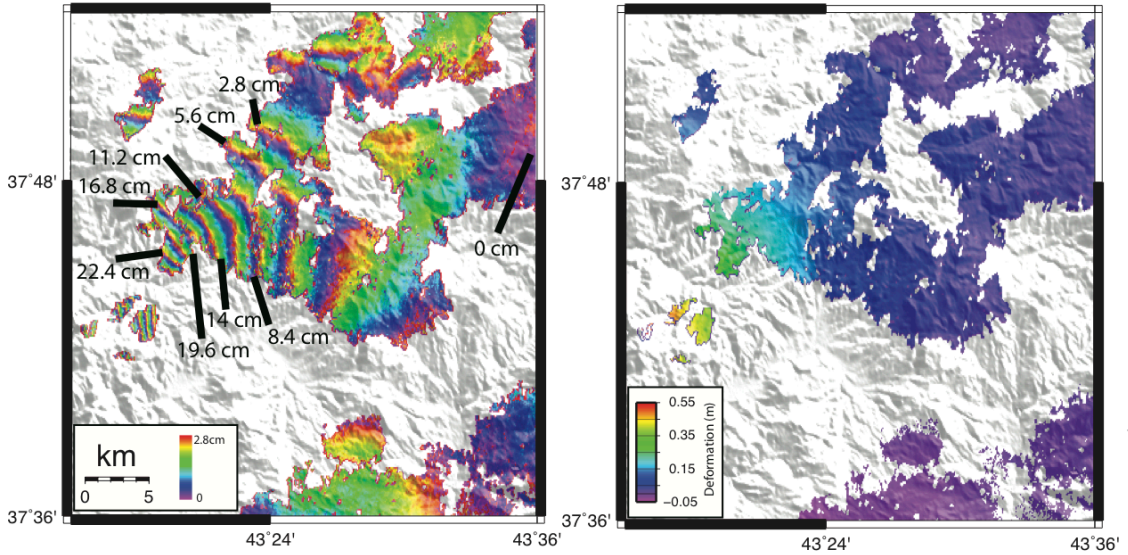 2.8 cm
5.6 cm
11.2 cm
16.8 cm
37˚48'
22.4 cm
19.6 cm
14 cm
8.4 cm
0 cm
km
0 5
2.8cm
0
37˚36'
43˚24'
43˚36'
37˚48'
0.55
0.35
0.15
−0.05
Deformation (m)
37˚36'
43˚24'
43˚36'